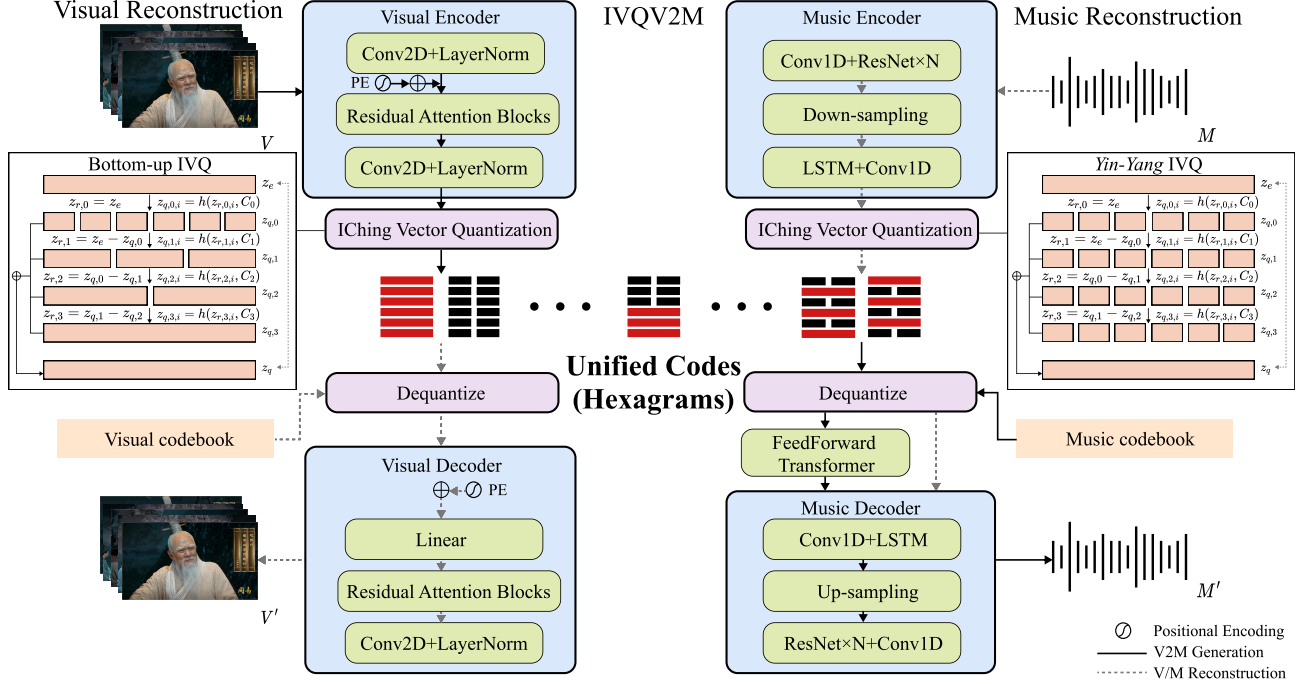 Visual Reconstruction
IVQV2M
Music Reconstruction
Visual Encoder
Conv2D+LayerNorm
PE
Residual Attention Blocks
Conv2D+LayerNorm
V
Music Encoder
Conv1D+ResNet×N
Down-sampling
LSTM+Conv1D
M
Bottom-up IVQ
z_e
z_{r,0} = z_e
z_{q,0,i} = h(z_{r,0,i}, C_0)
z_{q,0}
z_{r,1} = z_e − z_{q,0}
z_{q,1,i} = h(z_{r,1,i}, C_1)
z_{q,1}
z_{r,2} = z_{q,0} − z_{q,1}
z_{q,2,i} = h(z_{r,2,i}, C_2)
z_{q,2}
z_{r,3} = z_{q,1} − z_{q,2}
z_{q,3,i} = h(z_{r,3,i}, C_3)
z_{q,3}
z_q
IChing Vector Quantization
IChing Vector Quantization
Yin-Yang IVQ
z_e
z_{r,0} = z_e
z_{q,0,i} = h(z_{r,0,i}, C_0)
z_{q,0}
z_{r,1} = z_e − z_{q,0}
z_{q,1,i} = h(z_{r,1,i}, C_1)
z_{q,1}
z_{r,2} = z_{q,0} − z_{q,1}
z_{q,2,i} = h(z_{r,2,i}, C_2)
z_{q,2}
z_{r,3} = z_{q,1} − z_{q,2}
z_{q,3,i} = h(z_{r,3,i}, C_3)
z_{q,3}
z_q
Unified Codes
(Hexagrams)
Dequantize
Dequantize
Visual codebook
Music codebook
FeedForward
Transformer
Visual Decoder
PE
Linear
Residual Attention Blocks
Conv2D+LayerNorm
V′
Music Decoder
Conv1D+LSTM
Up-sampling
ResNet×N+Conv1D
M′
Positional Encoding
V2M Generation
V/M Reconstruction